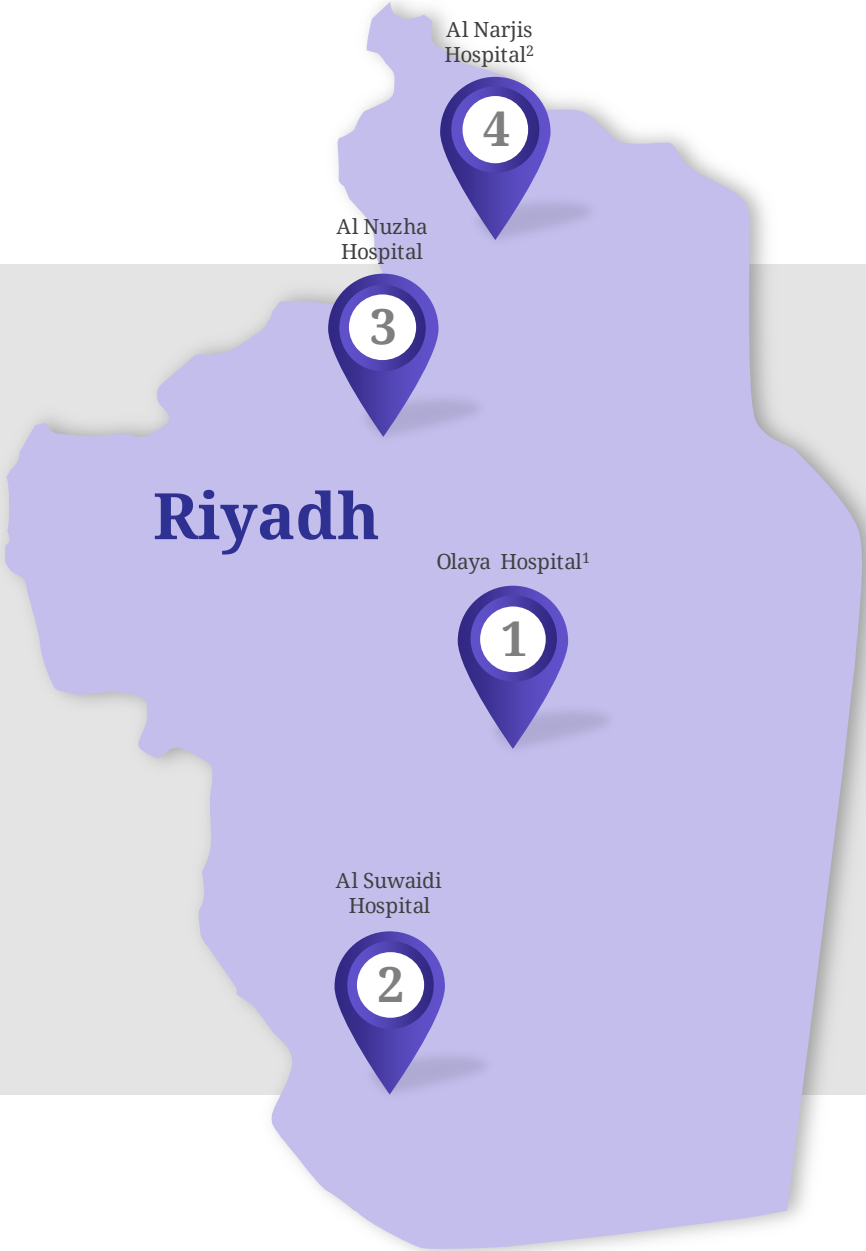 Al Narjis
Hospital²
4
Al Nuzha
Hospital
3
Riyadh
Olaya Hospital¹
1
Al Suwaidi
Hospital
2